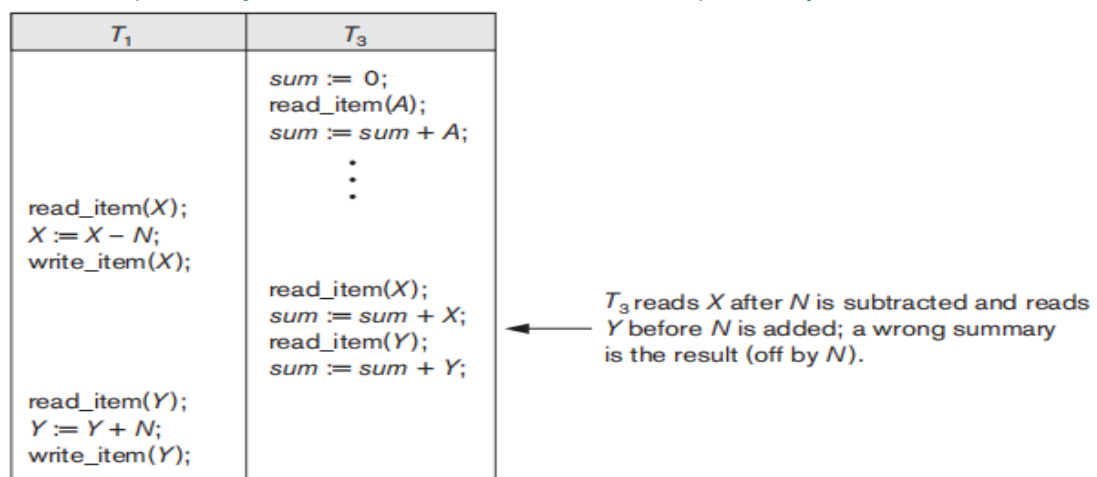 T1
T3
sum := 0;
read_item(A);
sum := sum + A;
read_item(X);
X := X – N;
write_item(X);
read_item(X);
sum := sum + X;
read_item(Y);
sum := sum + Y;
T3 reads X after N is subtracted and reads
Y before N is added; a wrong summary
is the result (off by N).
read_item(Y);
Y := Y + N;
write_item(Y);